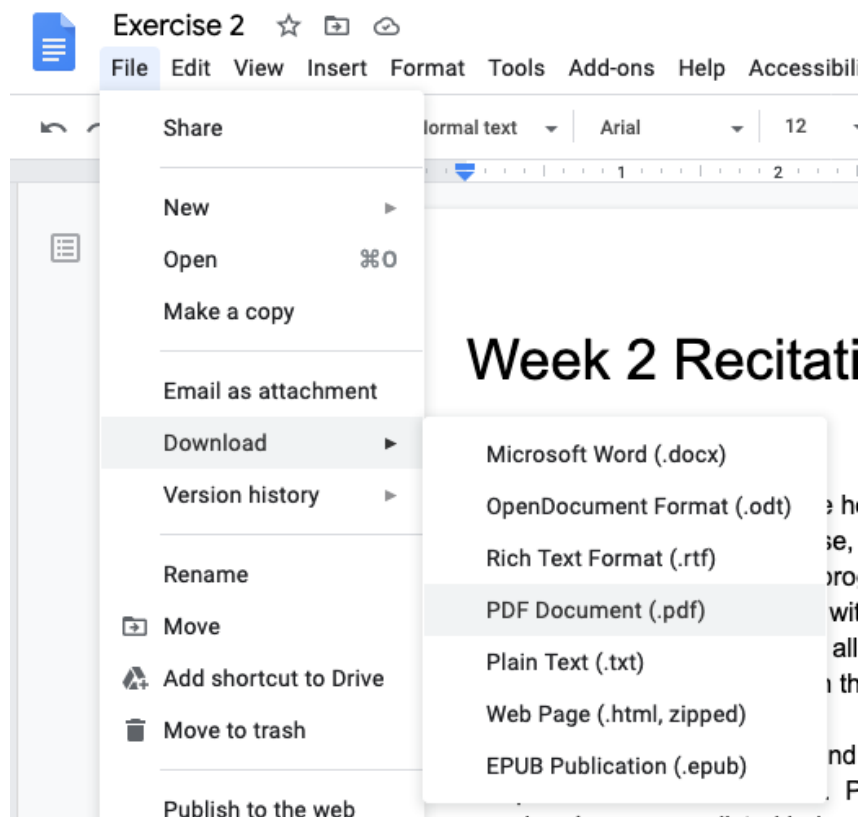 Exercise 2
File Edit View Insert Format Tools Add-ons Help
Share
text Arial 12
1 2
New
Open ⌘O
Make a copy
Week 2
Email as attachment
Download
Version history
Rename
Move
Add shortcut to Drive
Move to trash
Publish to the web
Microsoft Word (.docx)
OpenDocument Format (.odt)
Rich Text Format (.rtf)
PDF Document (.pdf)
Plain Text (.txt)
Web Page (.html, zipped)
EPUB Publication (.epub)